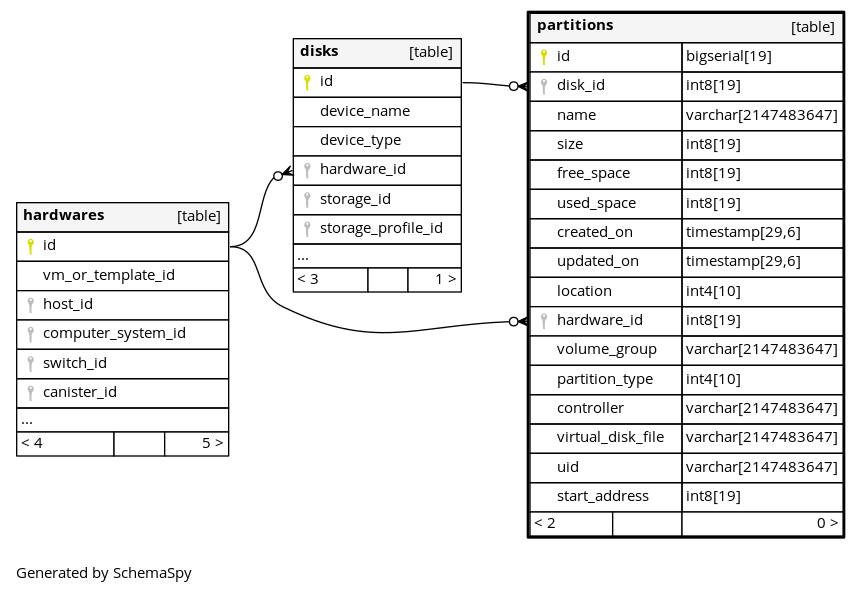 hardwares [table]
id
vm_or_template_id
host_id
computer_system_id
switch_id
canister_id
...
< 4 5 >
disks [table]
id
device_name
device_type
hardware_id
storage_id
storage_profile_id
...
< 3 1 >
partitions [table]
id bigserial[19]
disk_id int8[19]
name varchar[2147483647]
size int8[19]
free_space int8[19]
used_space int8[19]
created_on timestamp[29,6]
updated_on timestamp[29,6]
location int4[10]
hardware_id int8[19]
volume_group varchar[2147483647]
partition_type int4[10]
controller varchar[2147483647]
virtual_disk_file varchar[2147483647]
uid varchar[2147483647]
start_address int8[19]
< 2 0 >
Generated by SchemaSpy